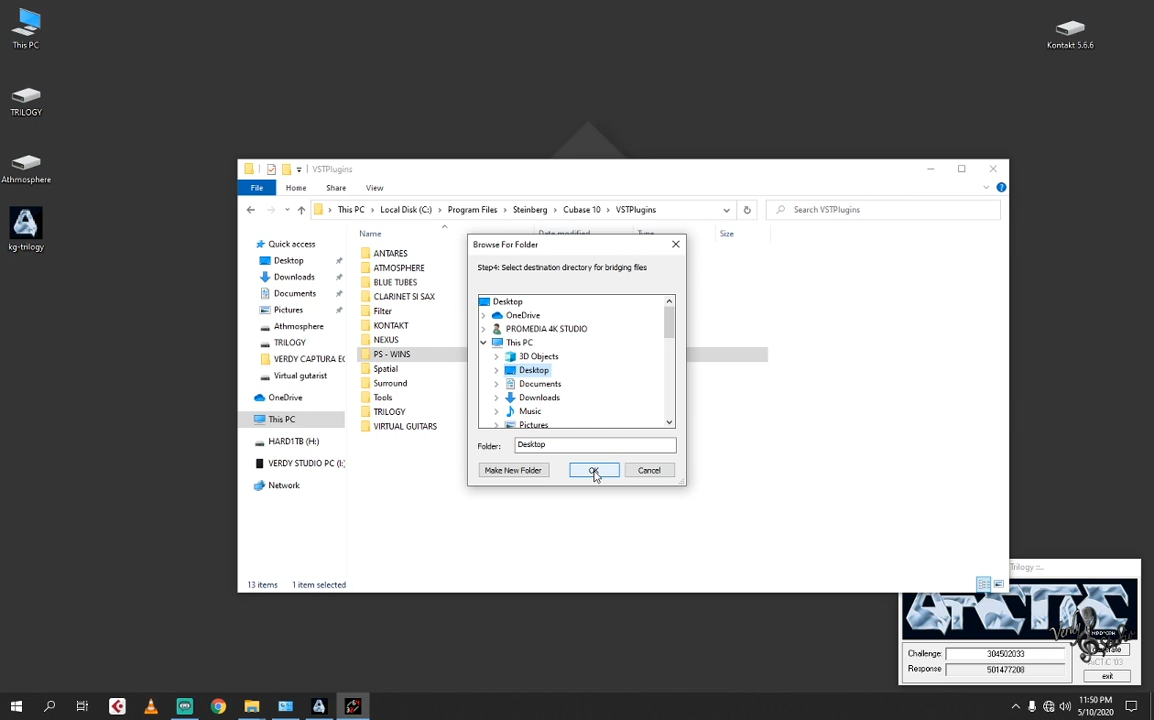 This PC
Kontakt 5.6.6
TRILOGY
Athmosphere
kg-trilogy
VSTPlugins
File
Home
Share
View
This PC
Local Disk (C:)
Program Files
Steinberg
Cubase 10
VSTPlugins
Search VSTPlugins
Name
Date modified
Type
Size
Quick access
Desktop
Downloads
Documents
Pictures
Athmosphere
TRILOGY
VERDY CAPTURA EC
Virtual gutarist
OneDrive
This PC
HARD1TB (H:)
VERDY STUDIO PC (I:)
Network
ANTARES
ATMOSPHERE
BLUE TUBES
CLARINET SI SAX
Filter
KONTAKT
NEXUS
PS - WINS
Spatial
Surround
Tools
TRILOGY
VIRTUAL GUITARS
Browse For Folder
Step4: Select destination directory for bridging files
Desktop
OneDrive
PROMEDIA 4K STUDIO
This PC
3D Objects
Desktop
Documents
Downloads
Music
Pictures
Folder:
Desktop
Make New Folder
OK
Cancel
13 items
1 item selected
Trilogy ::..
ARCTIC
Challenge:
304502033
Response
501477208
ARCTiC '03
exit
11:50 PM
5/10/2020